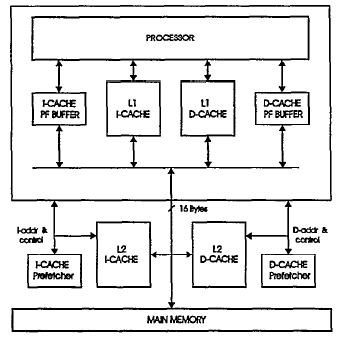 PROCESSOR
I-CACHE
PF BUFFER
L1
I-CACHE
L1
D-CACHE
D-CACHE
PF BUFFER
16 Bytes
I-addr &
control
D-addr &
control
L2
I-CACHE
L2
D-CACHE
I-CACHE
Prefetcher
D-CACHE
Prefetcher
MAIN MEMORY